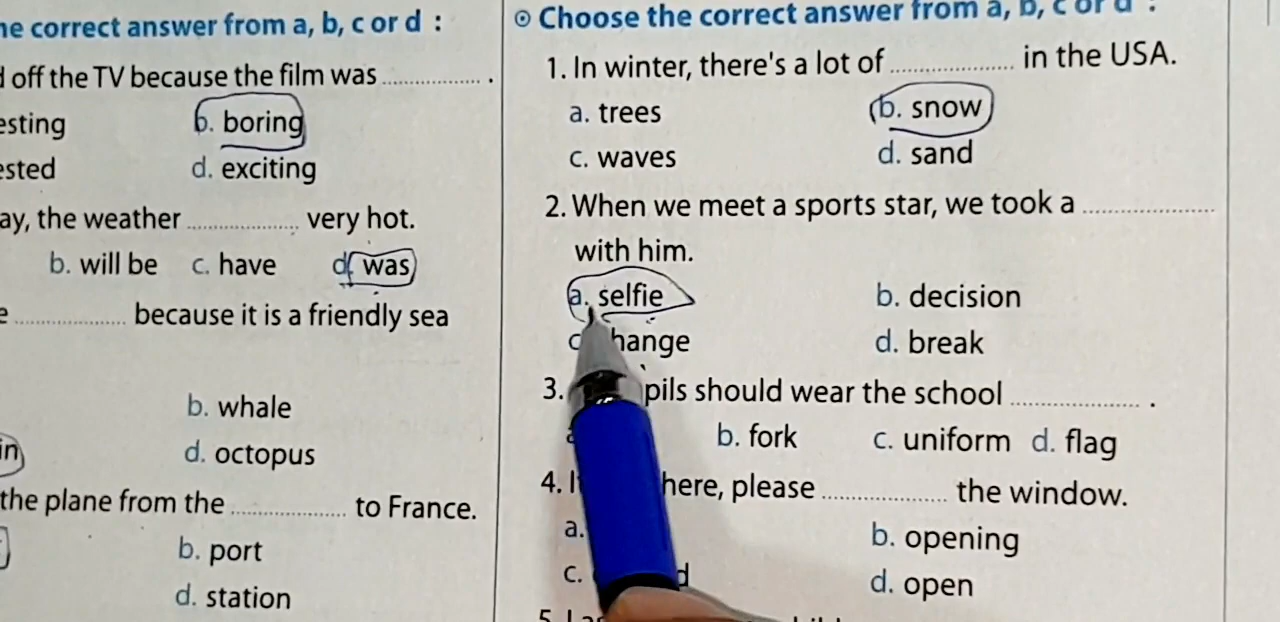 he correct answer from a, b, c or d :
off the TV because the film was .............. .
esting b. boring
ested d. exciting
ay, the weather .............. very hot.
b. will be c. have d. was
e .............. because it is a friendly sea
b. whale
in d. octopus
the plane from the .............. to France.
b. port
d. station
Choose the correct answer from a, b, c or d :
1. In winter, there's a lot of .............. in the USA.
a. trees b. snow
c. waves d. sand
2. When we meet a sports star, we took a ..............
with him.
a. selfie b. decision
c hange d. break
3. pils should wear the school .............. .
b. fork c. uniform d. flag
4. I here, please .............. the window.
a. b. opening
c. d d. open
5. I